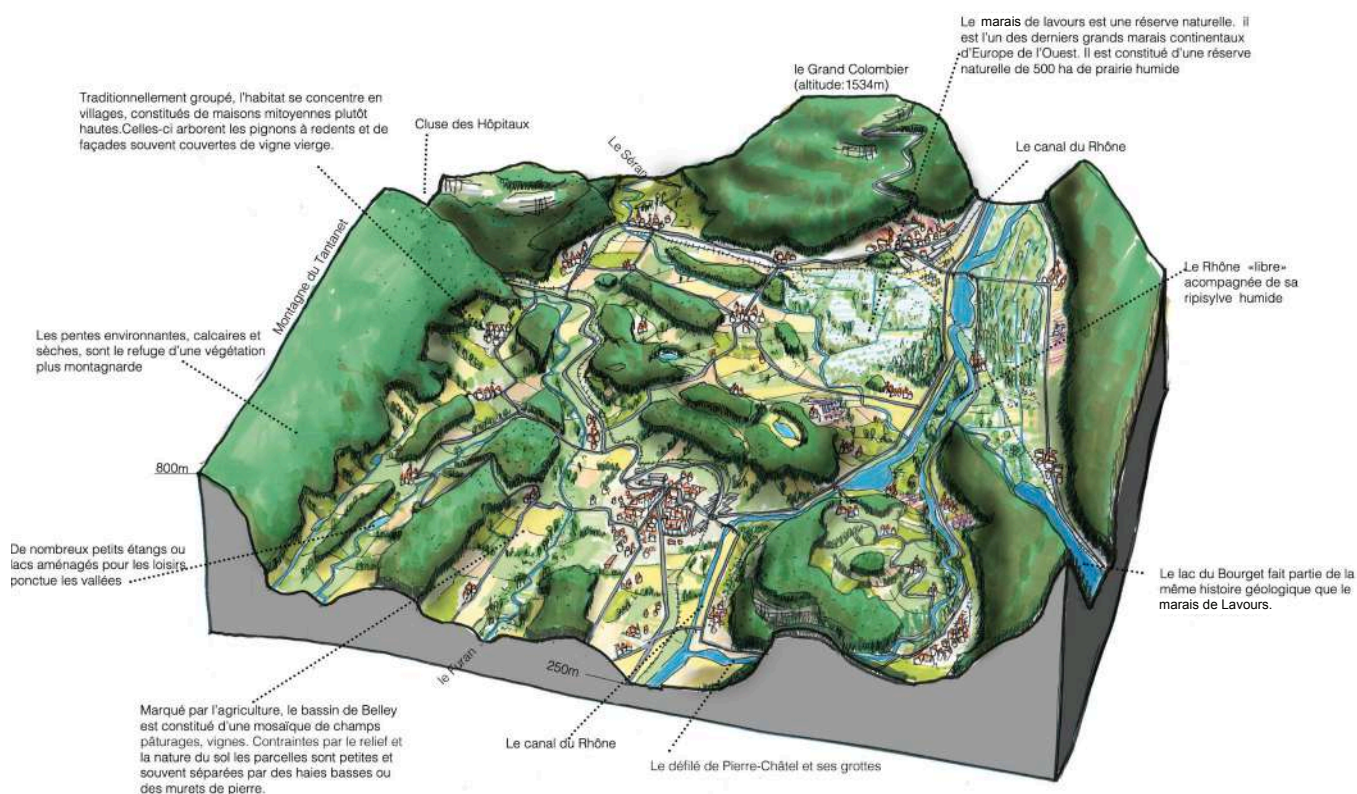 Le marais de lavours est une réserve naturelle. il
est l'un des derniers grands marais continentaux
d'Europe de l'Ouest. Il est constitué d'une réserve
naturelle de 500 ha de prairie humide
le Grand Colombier
(altitude:1534m)
Traditionnellement groupé, l'habitat se concentre en
villages, constitués de maisons mitoyennes plutôt
hautes.Celles-ci arborent les pignons à redents et de
façades souvent couvertes de vigne vierge.
Cluse des Hôpitaux
Le Séran
Le canal du Rhône
Montagne du Tantanet
Le Rhône «libre»
acompagnée de sa
ripisylve humide
Les pentes environnantes, calcaires et
sèches, sont le refuge d'une végétation
plus montagnarde
800m
De nombreux petits étangs ou
lacs aménagés pour les loisirs
ponctue les vallées
Le lac du Bourget fait partie de la
même histoire géologique que le
marais de Lavours.
le Furan
250m
Marqué par l'agriculture, le bassin de Belley
est constitué d'une mosaïque de champs
pâturages, vignes. Contraintes par le relief et
la nature du sol les parcelles sont petites et
souvent séparées par des haies basses ou
des murets de pierre.
Le canal du Rhône
Le défilé de Pierre-Châtel et ses grottes